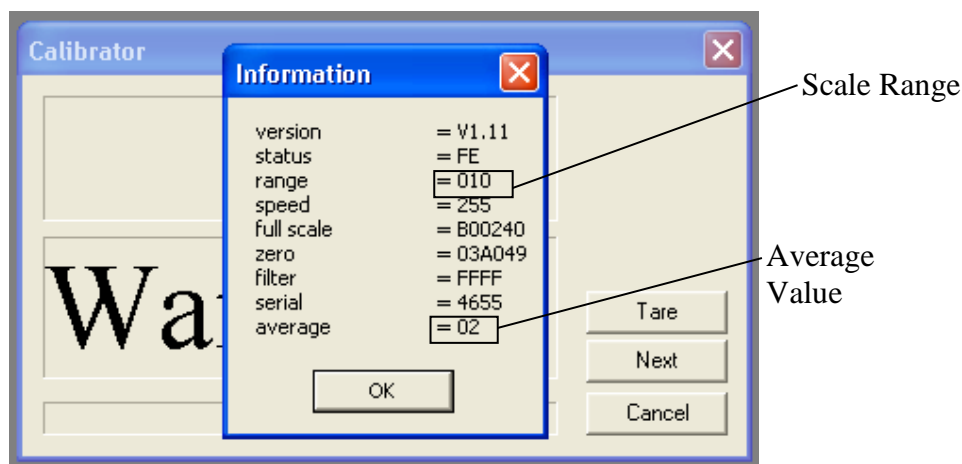 Calibrator
Information
Scale Range
version = V1.11
status = FE
range = 010
speed = 255
full scale = B00240
zero = 03A049
filter = FFFF
serial = 4655
average = 02
Average
Value
Wa
Tare
OK
Next
Cancel